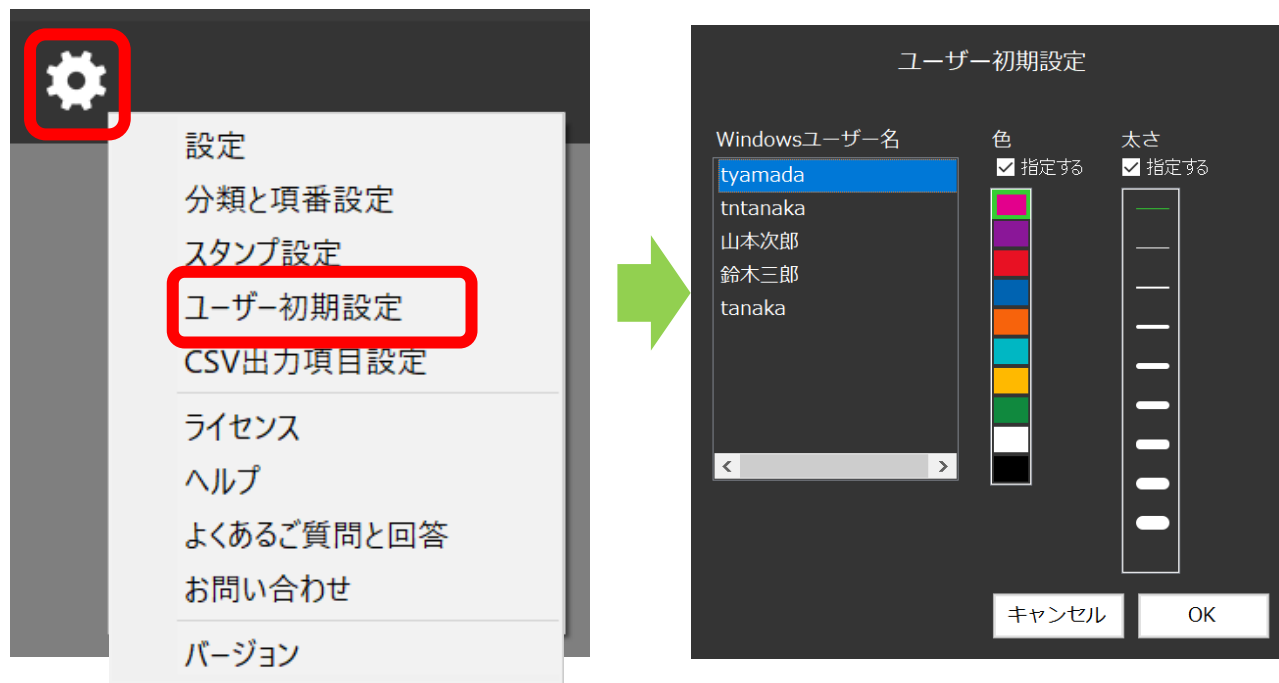 設定
分類と項番設定
スタンプ設定
ユーザー初期設定
CSV出力項目設定
ライセンス
ヘルプ
よくあるご質問と回答
お問い合わせ
バージョン
ユーザー初期設定
Windowsユーザー名
色
太さ
指定する
指定する
tyamada
tntanaka
山本次郎
鈴木三郎
tanaka
キャンセル
OK